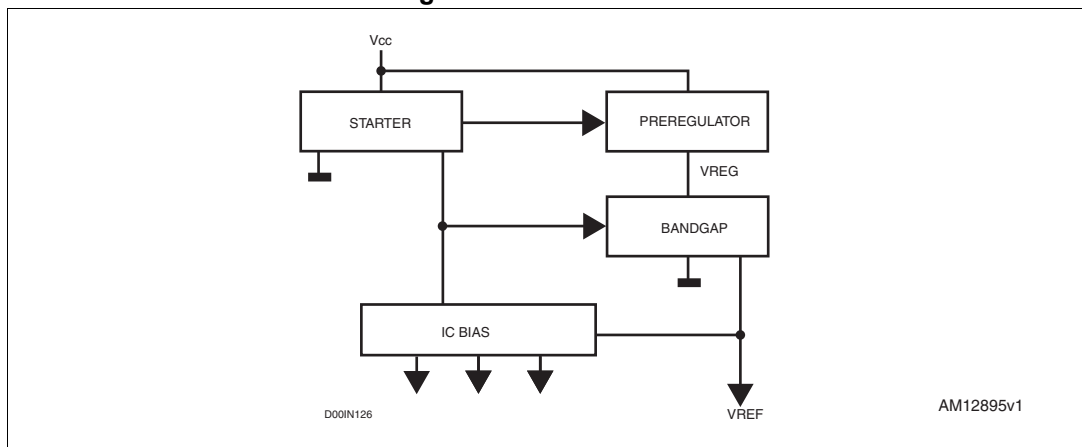 Vcc
STARTER
PREREGULATOR
VREG
BANDGAP
IC BIAS
D00IN126
VREF
AM12895v1